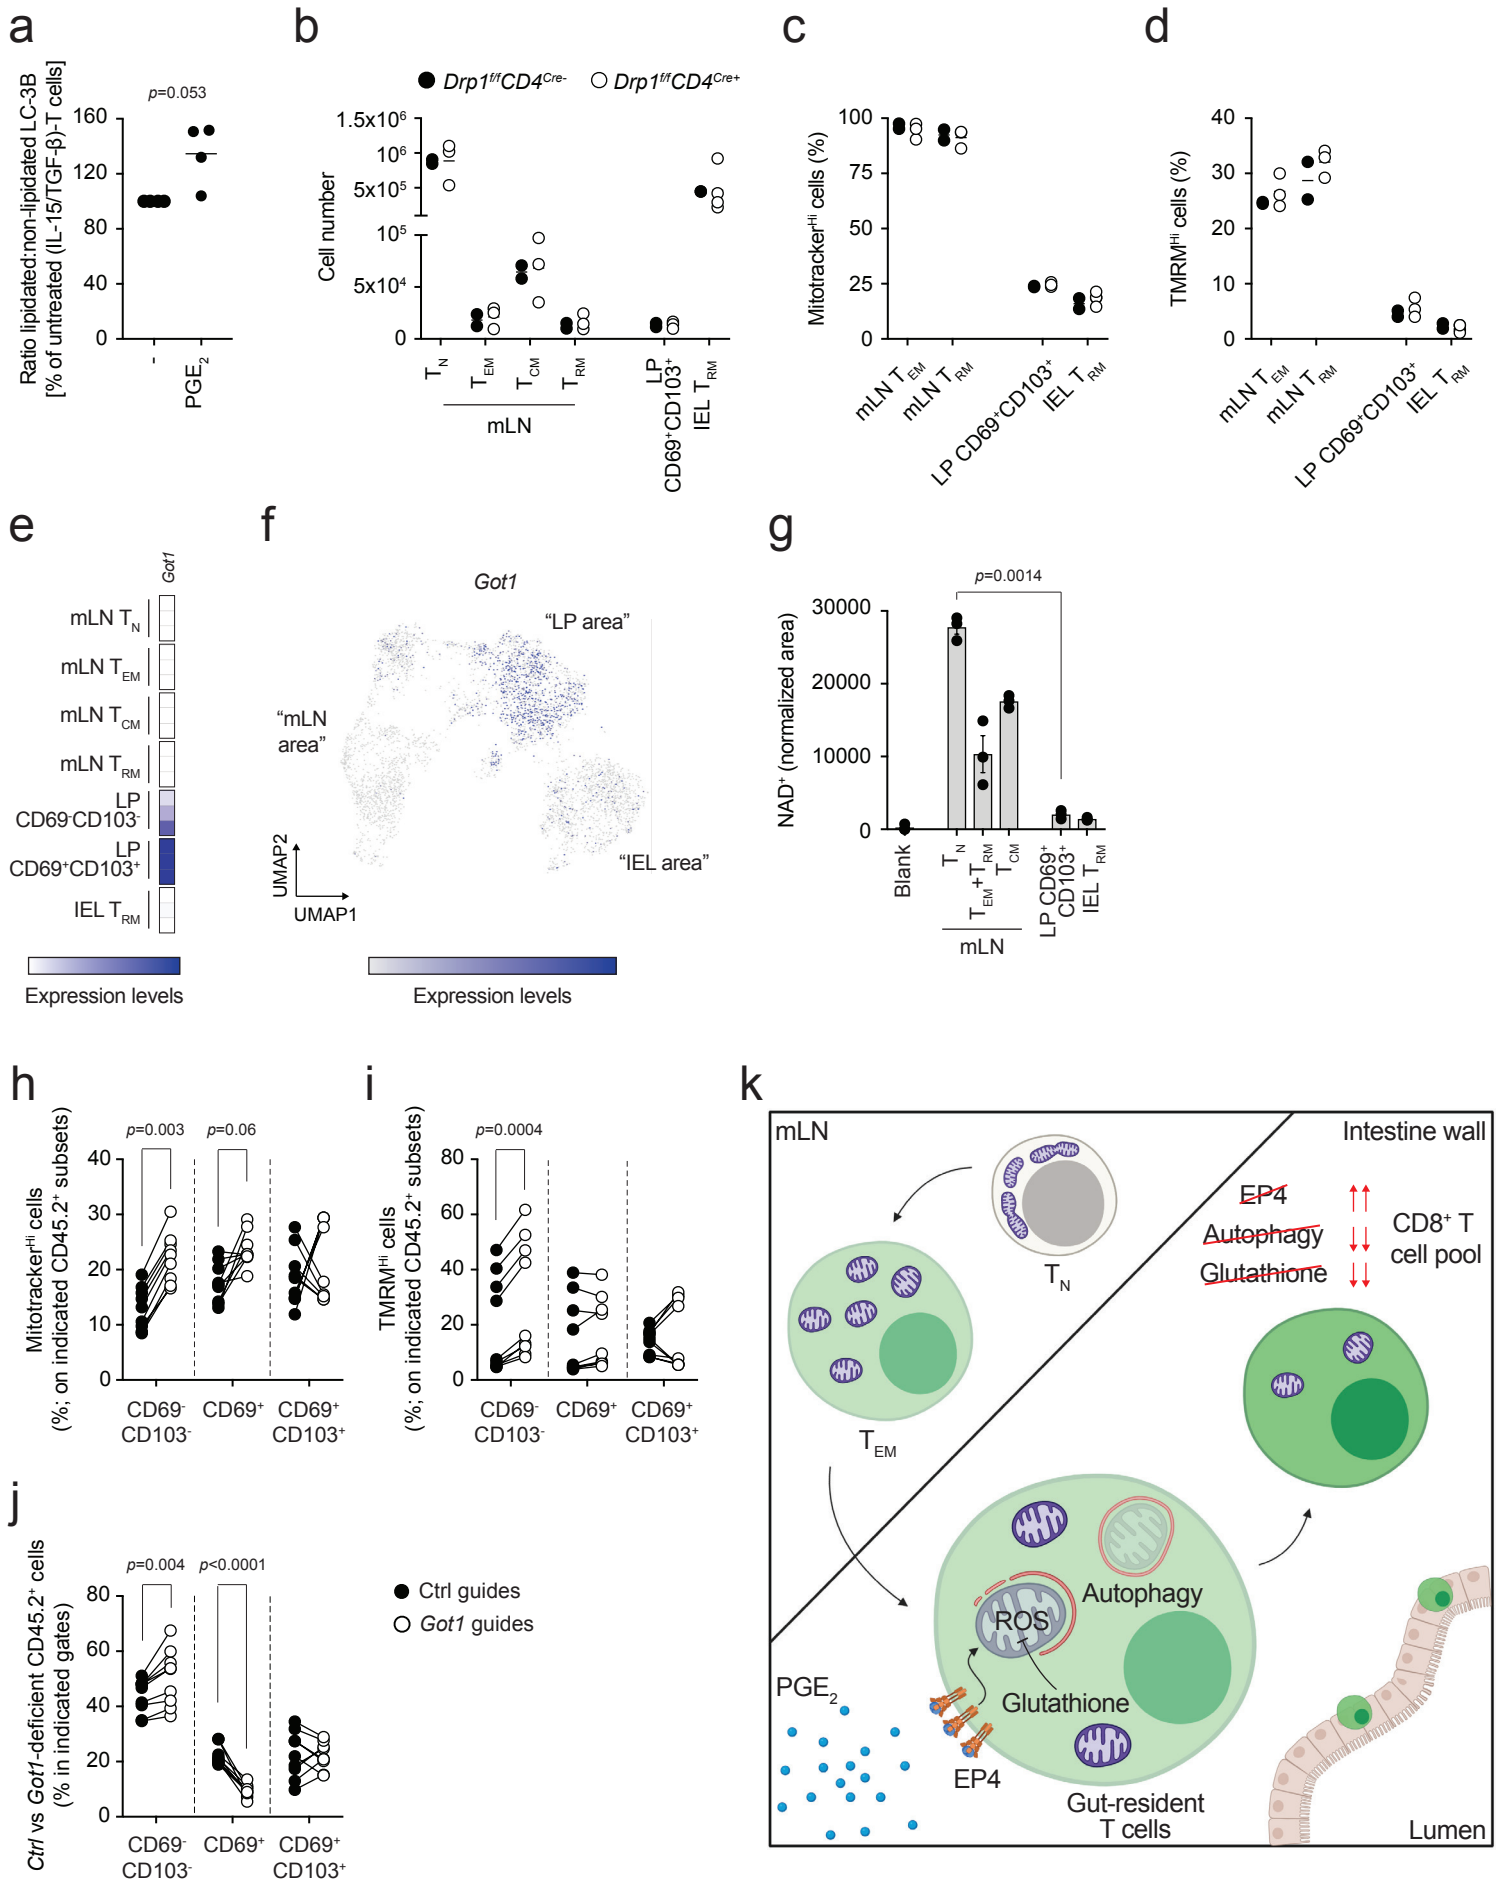 a
Ratio lipidated:non-lipidated LC-3B
[% of untreated (IL-15/TGF-β)-T cells]
p=0.053
160
120
80
40
0
-
PGE2
b
Drp1f/fCD4Cre-
Drp1f/fCD4Cre+
Cell number
1.5x10⁶
10⁶
5x10⁵
10⁵
5x10⁴
0
TN
TEM
TCM
TRM
mLN
LP
CD69⁺CD103⁺
IEL TRM
c
MitotrackerHi cells (%)
100
75
50
25
0
mLN TEM
mLN TRM
LP CD69⁺CD103⁺
IEL TRM
d
TMRMHi cells (%)
40
30
20
10
0
mLN TEM
mLN TRM
LP CD69⁺CD103⁺
IEL TRM
e
Got1
mLN TN
mLN TEM
mLN TCM
mLN TRM
LP
CD69⁻CD103⁻
LP
CD69⁺CD103⁺
IEL TRM
Expression levels
f
Got1
“LP area”
“mLN
area”
“IEL area”
UMAP2
UMAP1
Expression levels
g
p=0.0014
NAD⁺ (normalized area)
30000
20000
10000
0
Blank
TN
TEM+TRM
TCM
mLN
LP CD69⁺
CD103⁺
IEL TRM
h
MitotrackerHi cells
(%; on indicated CD45.2⁺ subsets)
p=0.003
p=0.06
40
30
20
10
0
CD69⁻
CD103⁻
CD69⁺
CD69⁺
CD103⁺
i
TMRMHi cells
(%; on indicated CD45.2⁺ subsets)
p=0.0004
80
60
40
20
0
CD69⁻
CD103⁻
CD69⁺
CD69⁺
CD103⁺
j
Ctrl vs Got1-deficient CD45.2⁺ cells
(% in indicated gates)
p=0.004
p<0.0001
80
60
40
20
0
CD69⁻
CD103⁻
CD69⁺
CD69⁺
CD103⁺
Ctrl guides
Got1 guides
k
mLN
Intestine wall
EP4
Autophagy
Glutathione
CD8⁺ T
cell pool
TN
TEM
Autophagy
ROS
Glutathione
PGE2
EP4
Gut-resident
T cells
Lumen